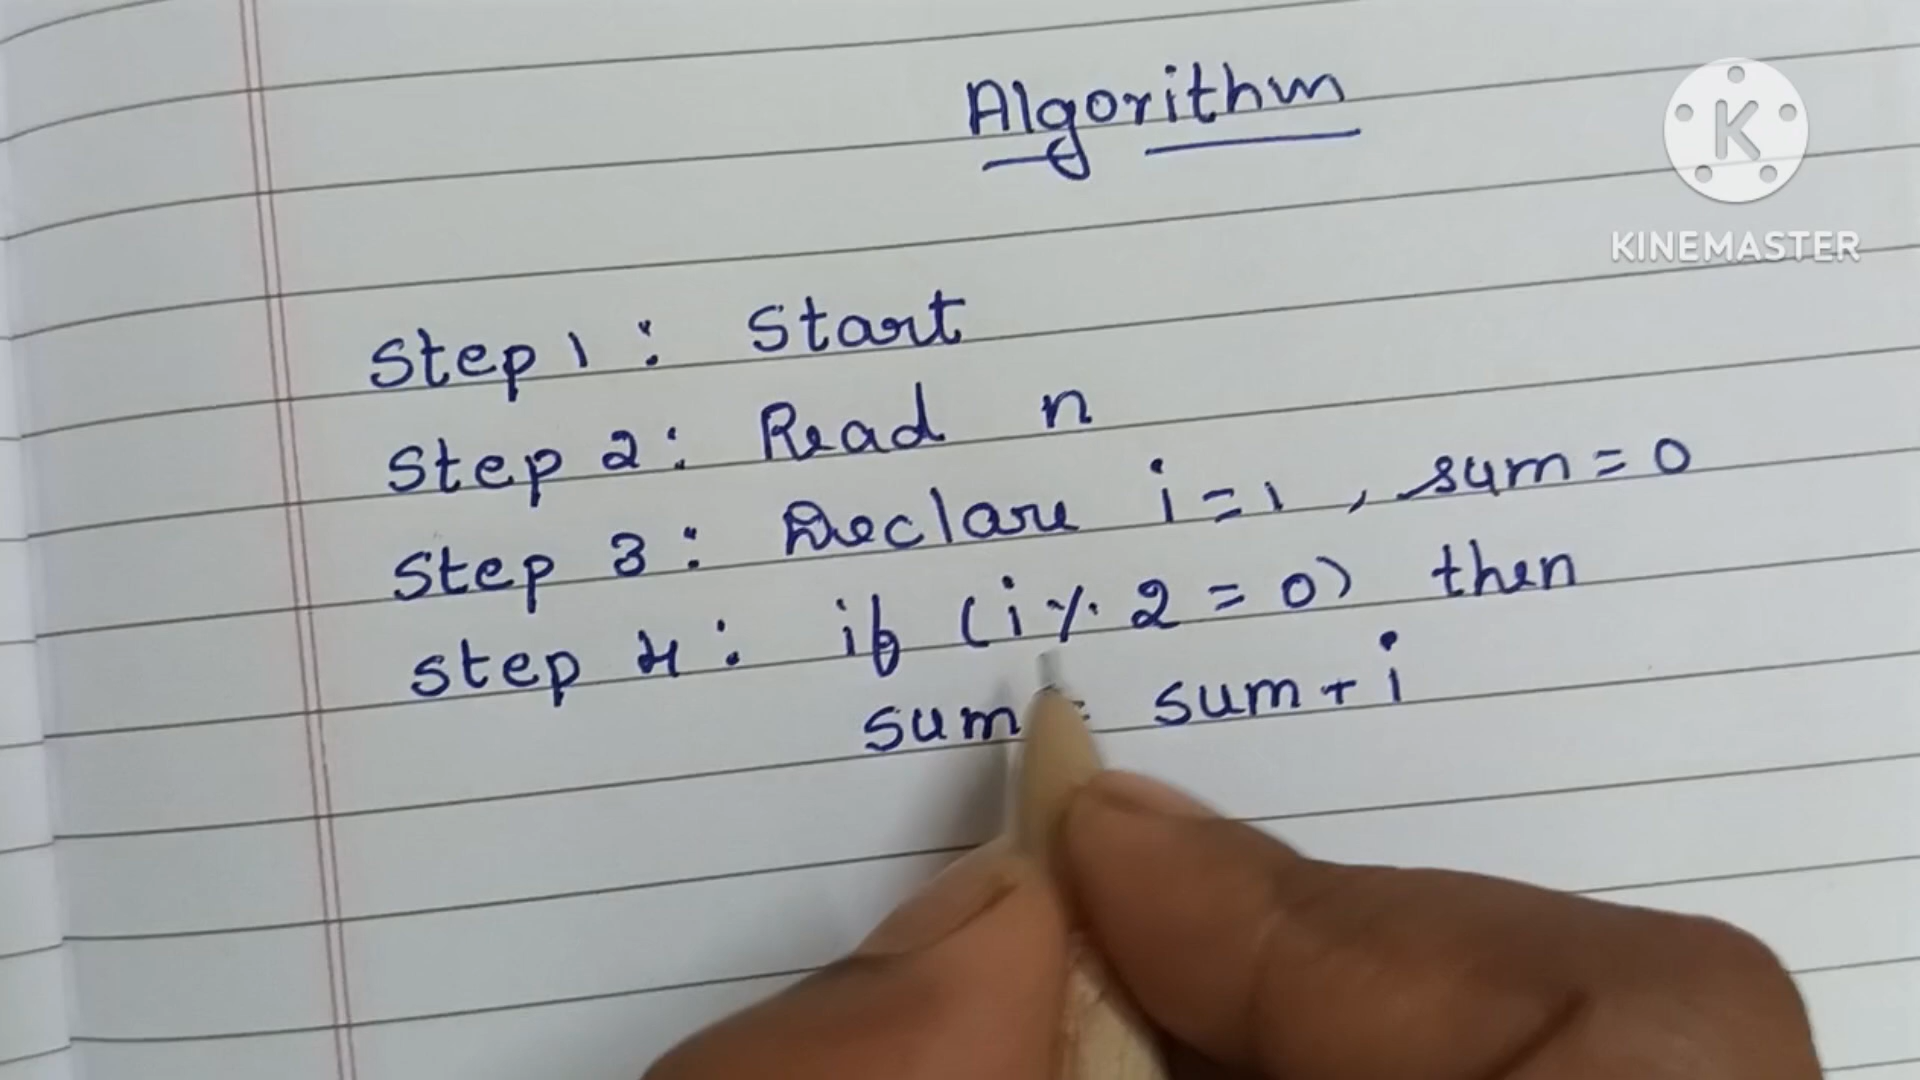 Algorithm
K
KINEMASTER
Step 1 : Start
Step 2 : Read n
Step 3 : Declare i = 1 , sum = 0
Step 4 : if (i % 2 = 0) then
sum = sum + i